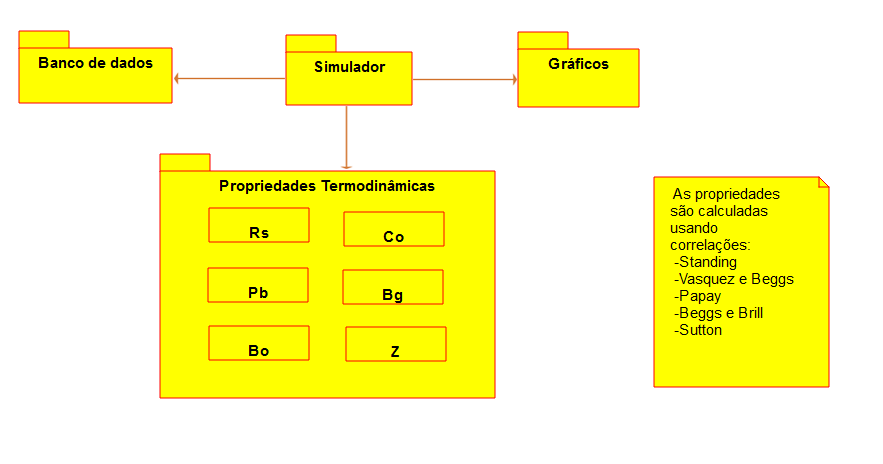 Banco de dados
Simulador
Gráficos
Propriedades Termodinâmicas
Rs
Co
Pb
Bg
Bo
Z
As propriedades
são calculadas
usando
correlações:
-Standing
-Vasquez e Beggs
-Papay
-Beggs e Brill
-Sutton